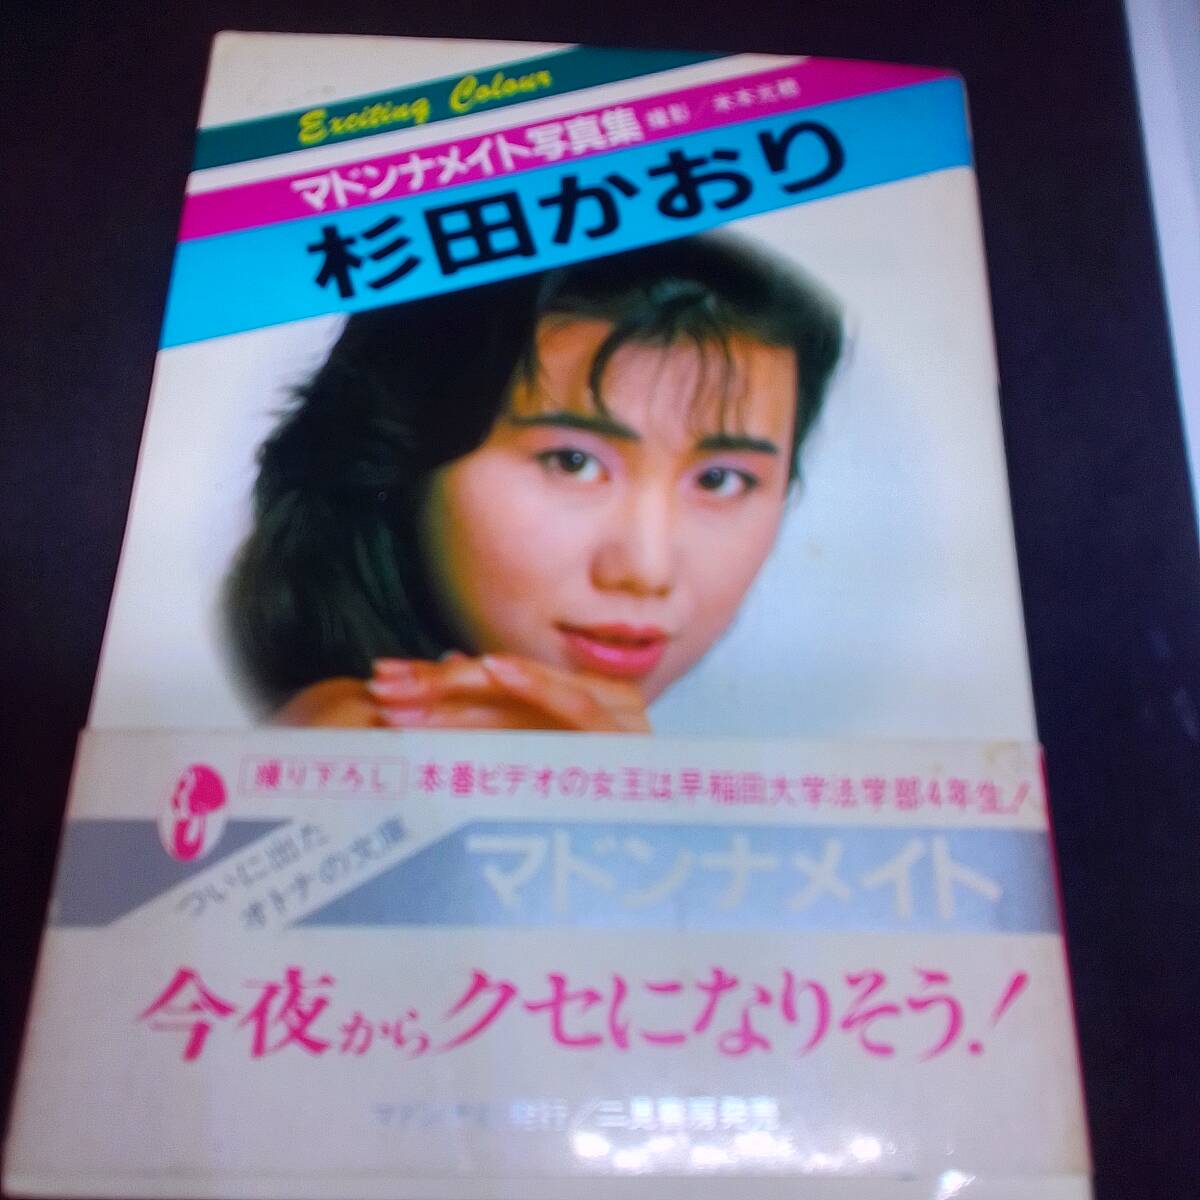 Exciting Colour
マドンナメイト写真集 撮影/
杉田かおり
撮り下ろし 本番ビデオの女王は早稲田大学法学部4年生!
ついに出た
オトナの文庫
マドンナメイト
今夜からクセになりそう!
発行/二見書房発売